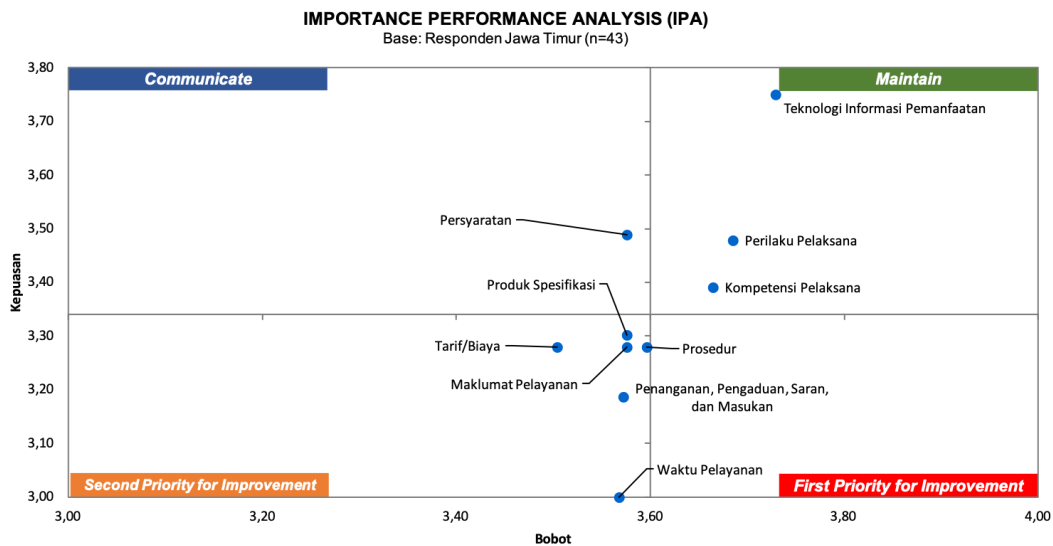 IMPORTANCE PERFORMANCE ANALYSIS (IPA)
Base: Responden Jawa Timur (n=43)
3,80
Communicate
Maintain
Teknologi Informasi Pemanfaatan
3,70
3,60
3,50
Persyaratan
Perilaku Pelaksana
Kepuasan
3,40
Produk Spesifikasi
Kompetensi Pelaksana
3,30
Tarif/Biaya
Prosedur
Maklumat Pelayanan
3,20
Penanganan, Pengaduan, Saran,
dan Masukan
3,10
Waktu Pelayanan
Second Priority for Improvement
First Priority for Improvement
3,00
3,00
3,20
3,40
3,60
3,80
4,00
Bobot